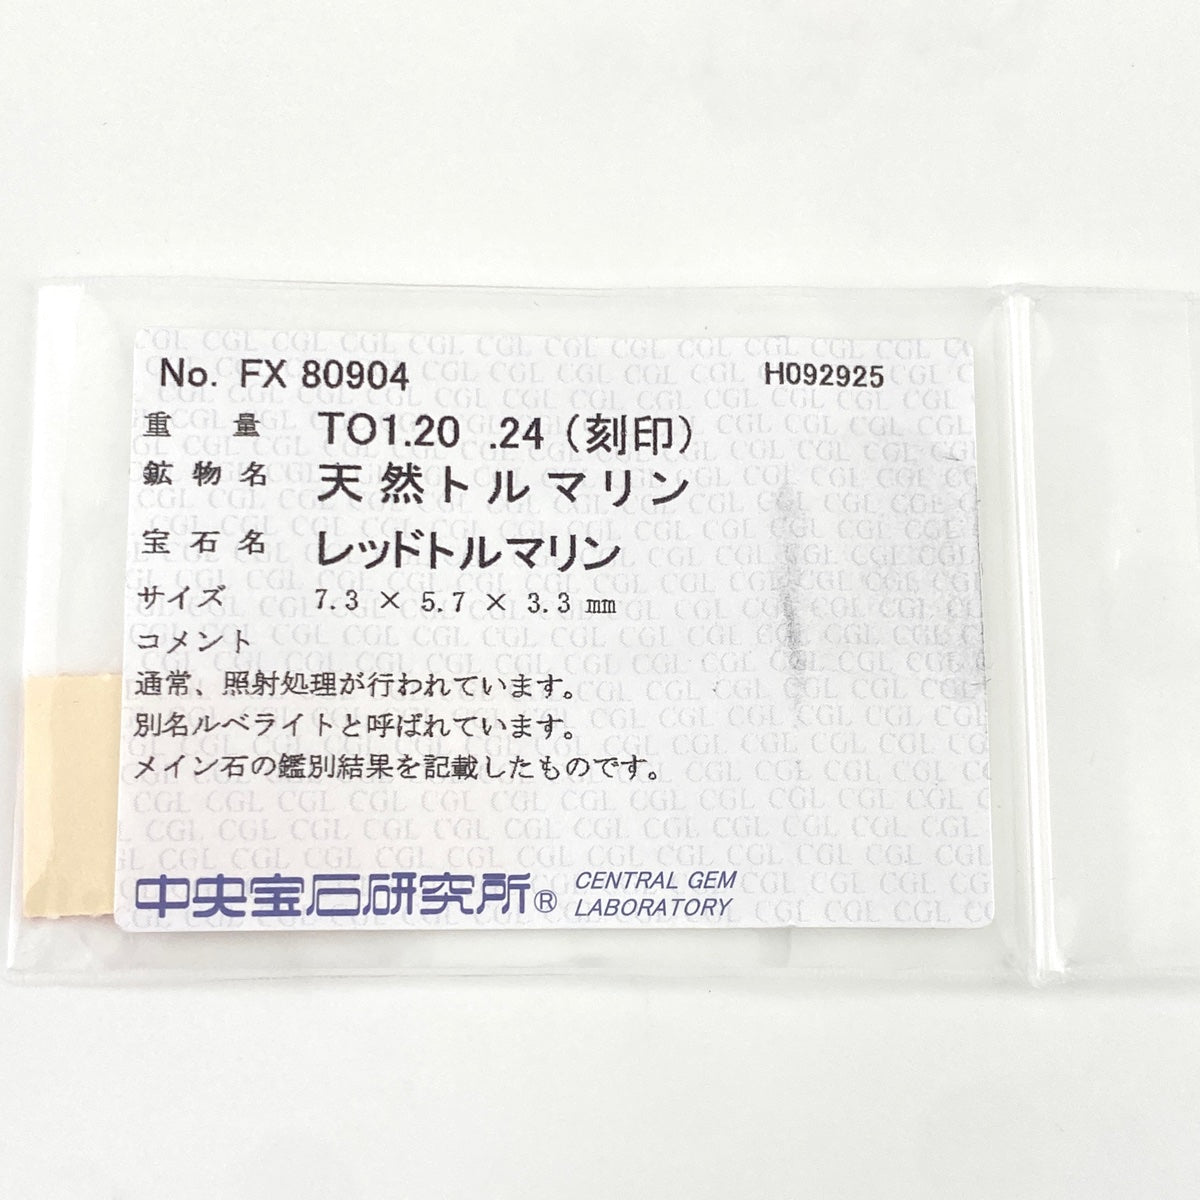 No. FX 80904 H092925
重 量 TO1.20 .24 (刻印)
鉱物名 天然トルマリン
宝石名 レッドトルマリン
サイズ 7.3 × 5.7 × 3.3 mm
コメント
通常、照射処理が行われています。
別名ルベライトと呼ばれています。
メイン石の鑑別結果を記載したものです。
中央宝石研究所® CENTRAL GEM
LABORATORY